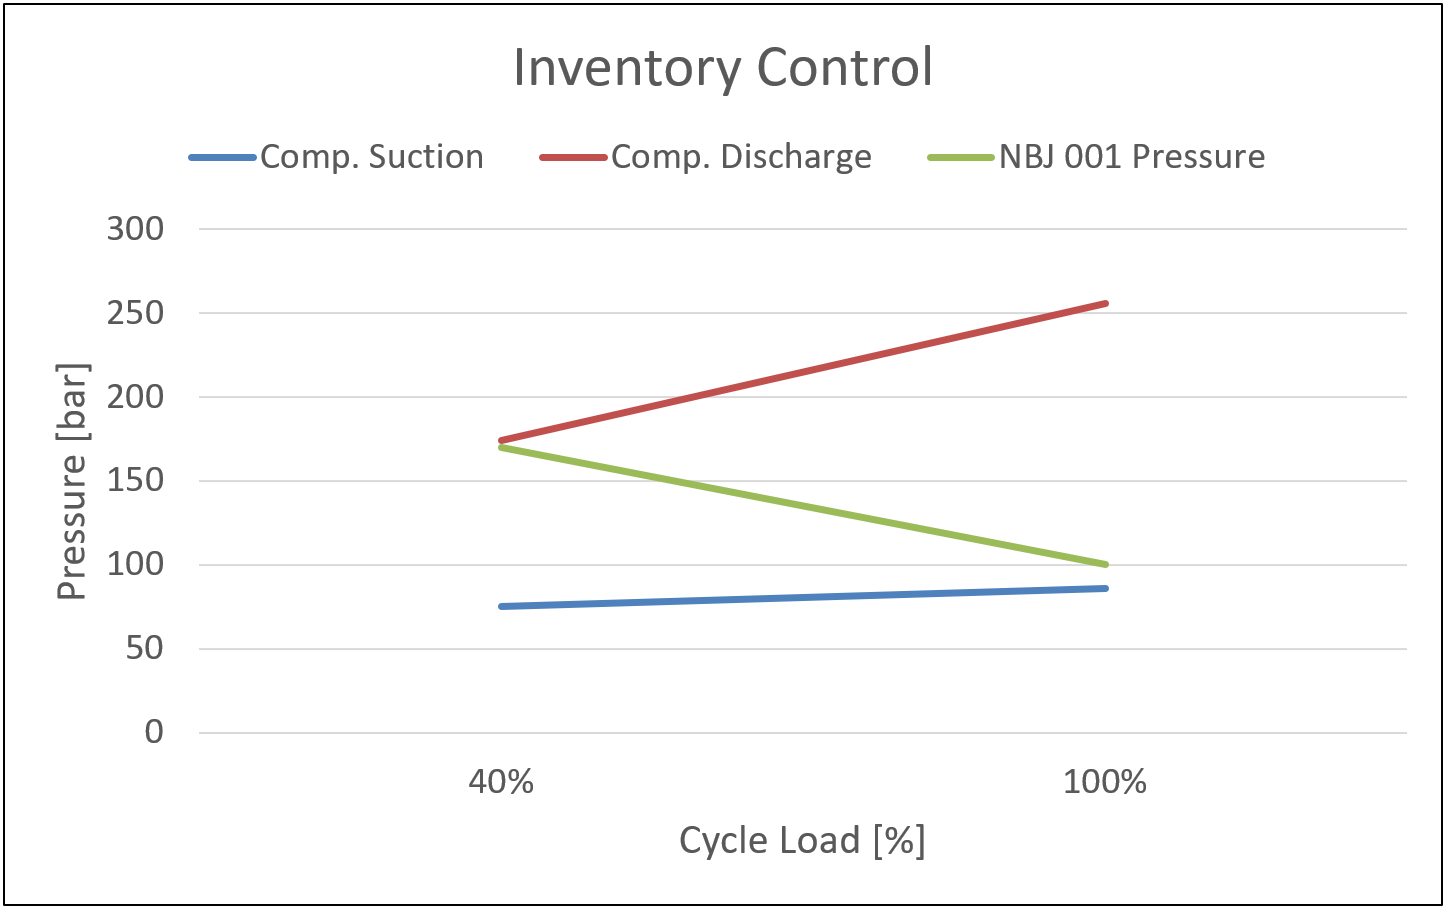 Inventory Control
Comp. Suction Comp. Discharge NBJ 001 Pressure
300
250
200
150
100
50
0
Pressure [bar]
40% 100%
Cycle Load [%]